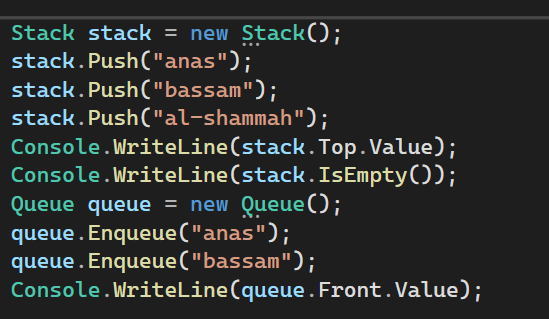 Stack stack = new Stack();
stack.Push("anas");
stack.Push("bassam");
stack.Push("al-shammah");
Console.WriteLine(stack.Top.Value);
Console.WriteLine(stack.IsEmpty());
Queue queue = new Queue();
queue.Enqueue("anas");
queue.Enqueue("bassam");
Console.WriteLine(queue.Front.Value);